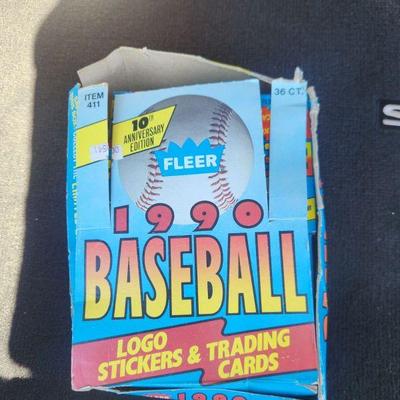 ITEM
411
36 CT.
10TH
ANNIVERSARY
EDITION
FLEER
1990
BASEBALL
LOGO
STICKERS & TRADING
CARDS